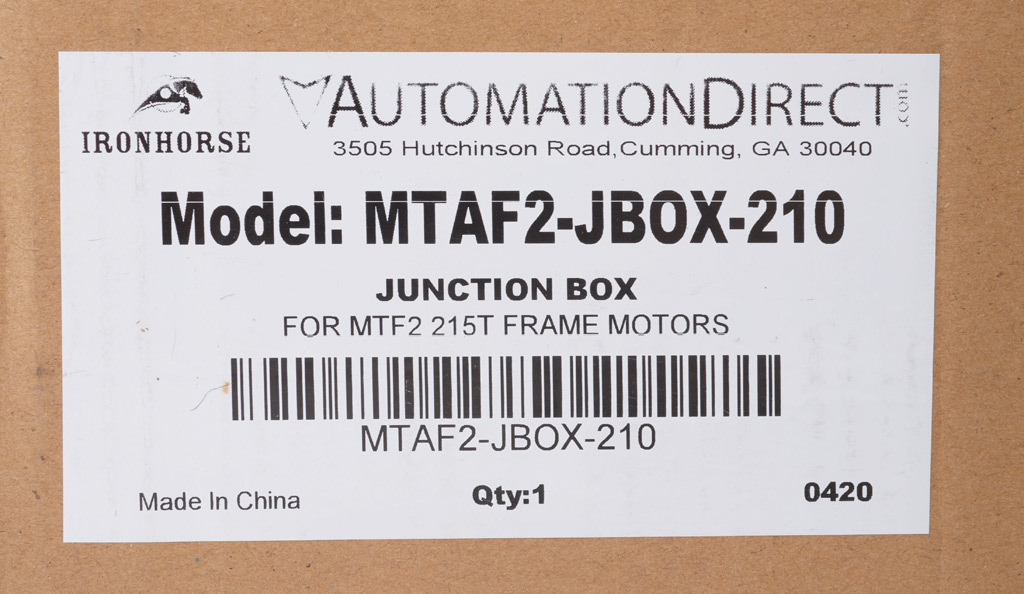 IRONHORSE
AUTOMATIONDIRECT
3505 Hutchinson Road,Cumming, GA 30040
Model: MTAF2-JBOX-210
JUNCTION BOX
FOR MTF2 215T FRAME MOTORS
MTAF2-JBOX-210
Made In China
Qty:1
0420